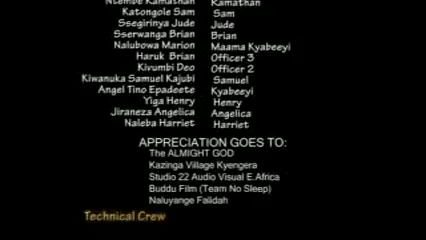 Ntembe Kamathan Kamathan
Katongole Sam Sam
Ssegirinya Jude Jude
Sserwanga Brian Brian
Nalubowa Marion Maama Kyabeeyi
Haruk Brian Officer 3
Kivumbi Deo Officer 2
Kiwanuka Samuel Kajubi Samuel
Angel Tino Epadeete Kyabeeyi
Yiga Henry Henry
Jiraneza Angelica Angelica
Naleba Harriet Harriet
APPRECIATION GOES TO:
The ALMIGHT GOD
Kazinga Village Kyengera
Studio 22 Audio Visual E.Africa
Buddu Film (Team No Sleep)
Naluyange Falidah
Technical Crew